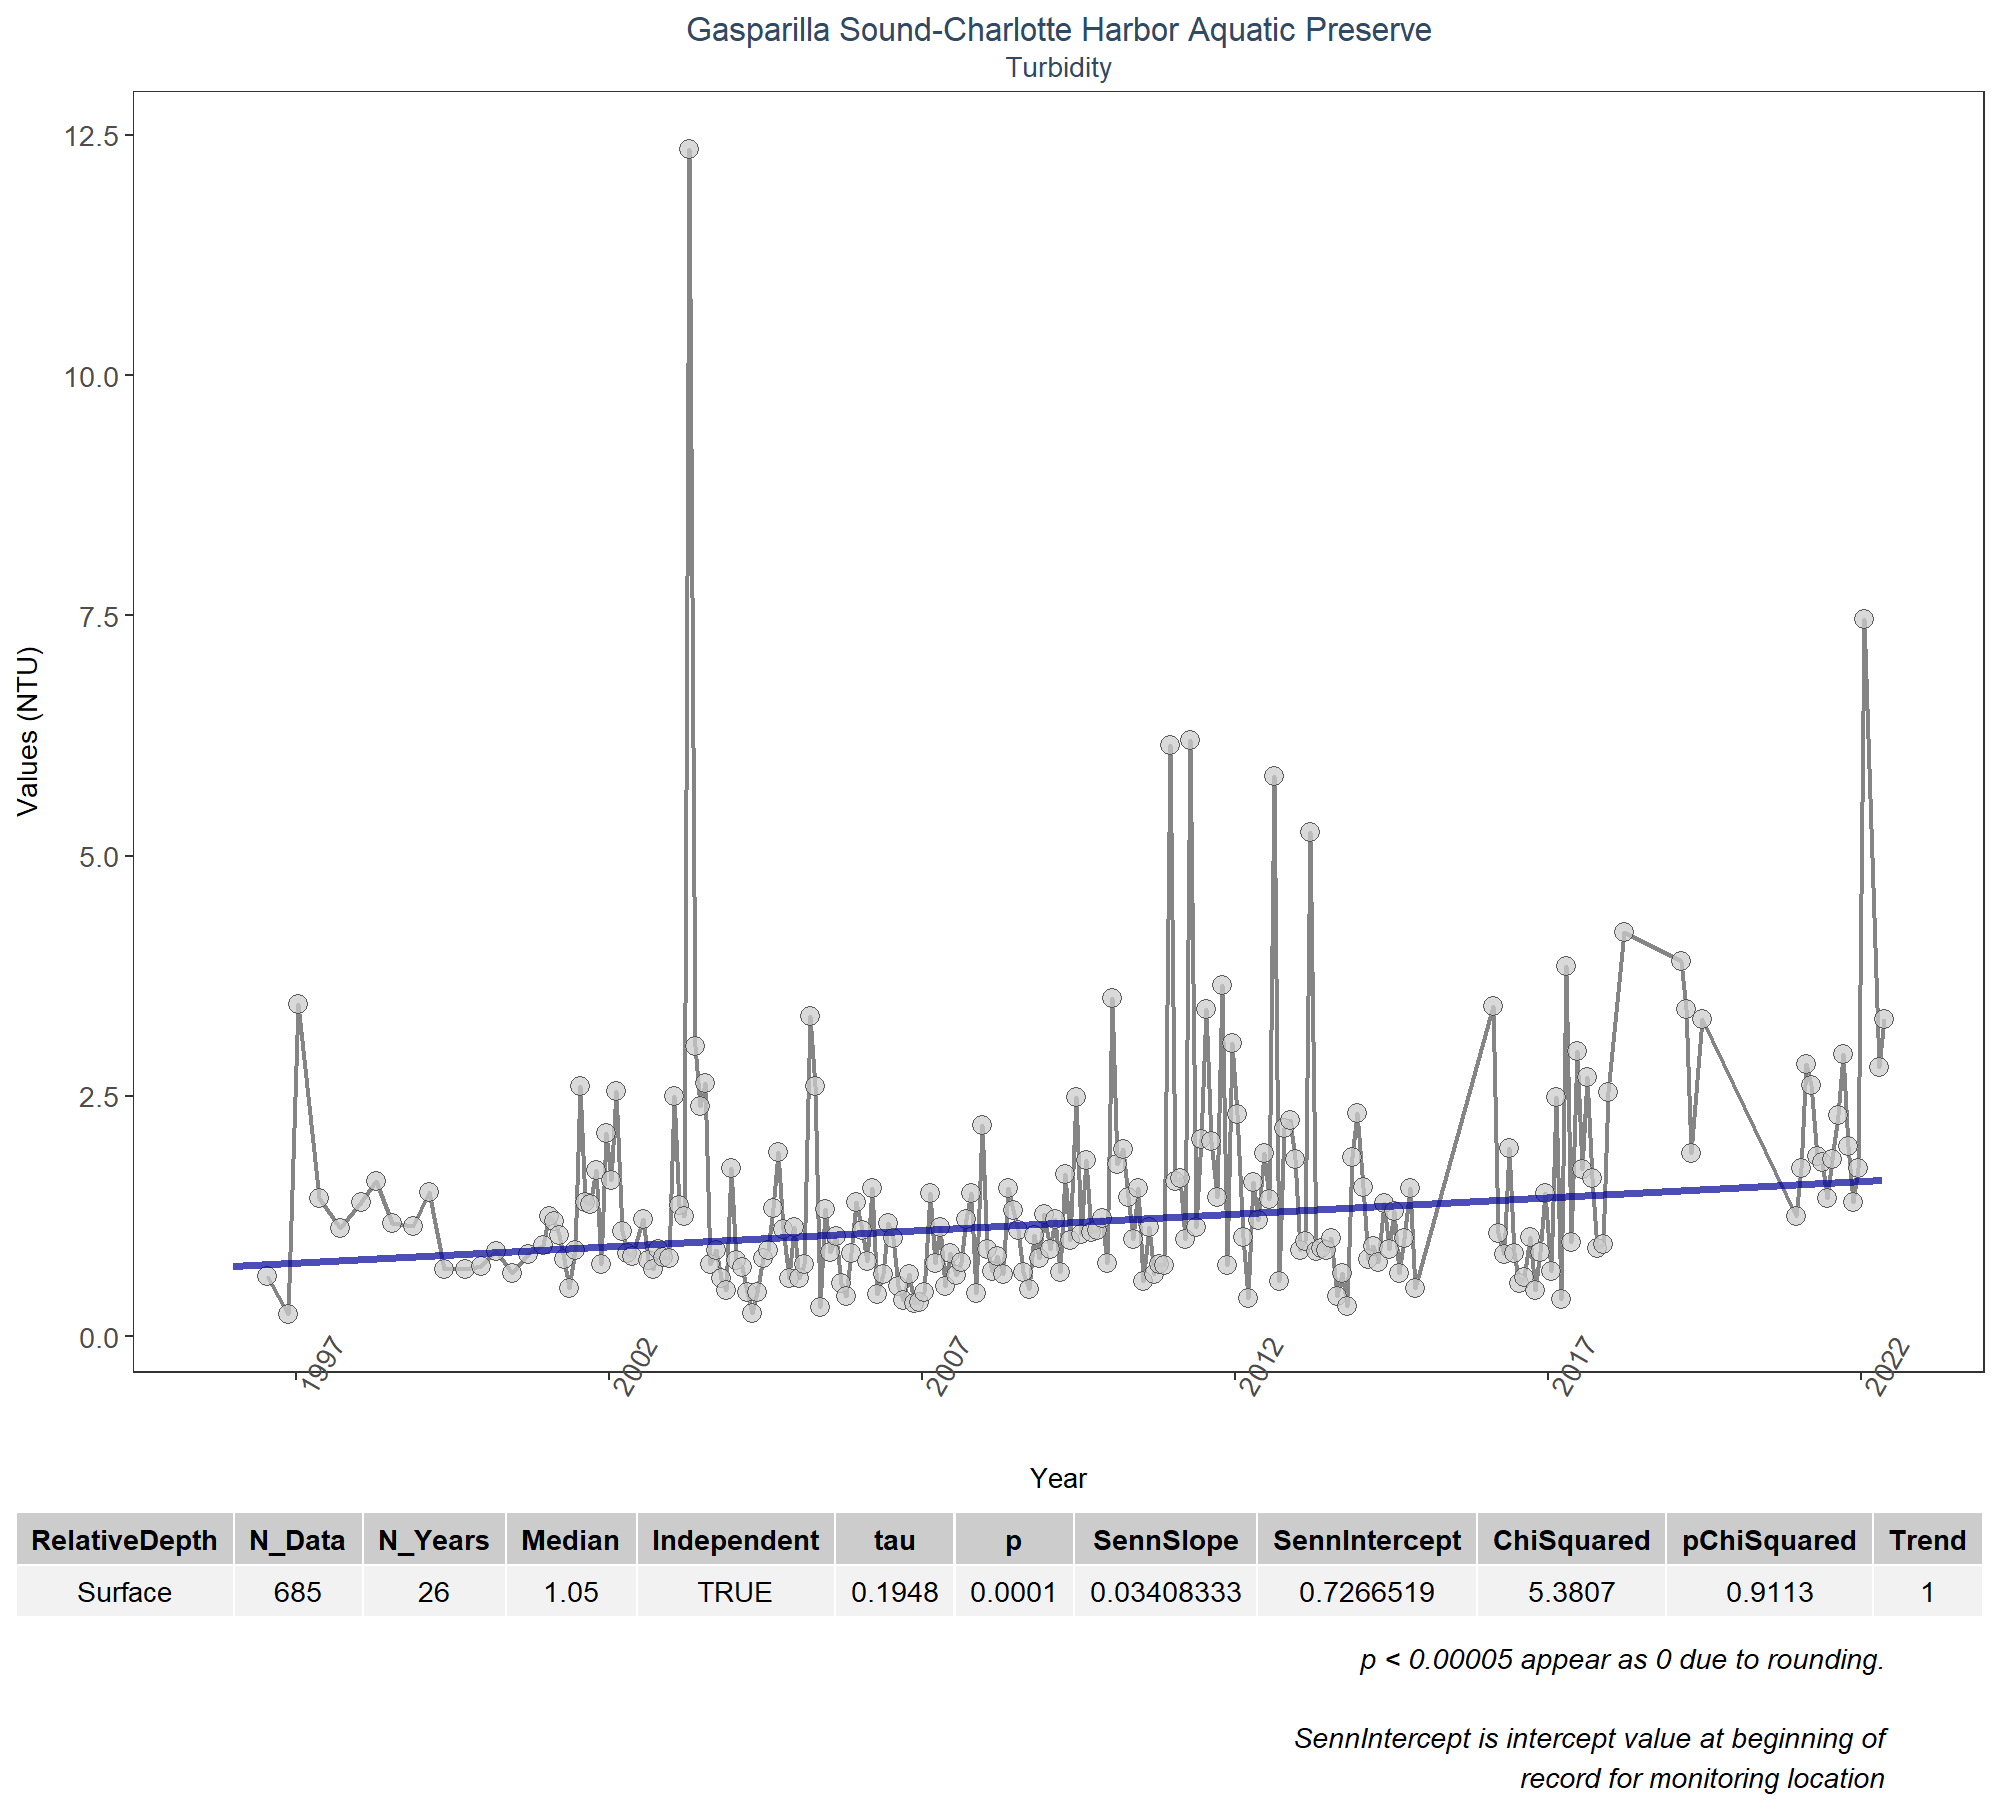 Gasparilla Sound-Charlotte Harbor Aquatic Preserve
Turbidity
Values (NTU)
12.5
10.0
7.5
5.0
2.5
0.0
1997 2002 2007 2012 2017 2022
Year
RelativeDepth N_Data N_Years Median Independent tau p SennSlope SennIntercept ChiSquared pChiSquared Trend
Surface 685 26 1.05 TRUE 0.1948 0.0001 0.03408333 0.7266519 5.3807 0.9113 1
p < 0.00005 appear as 0 due to rounding.
SennIntercept is intercept value at beginning of
record for monitoring location